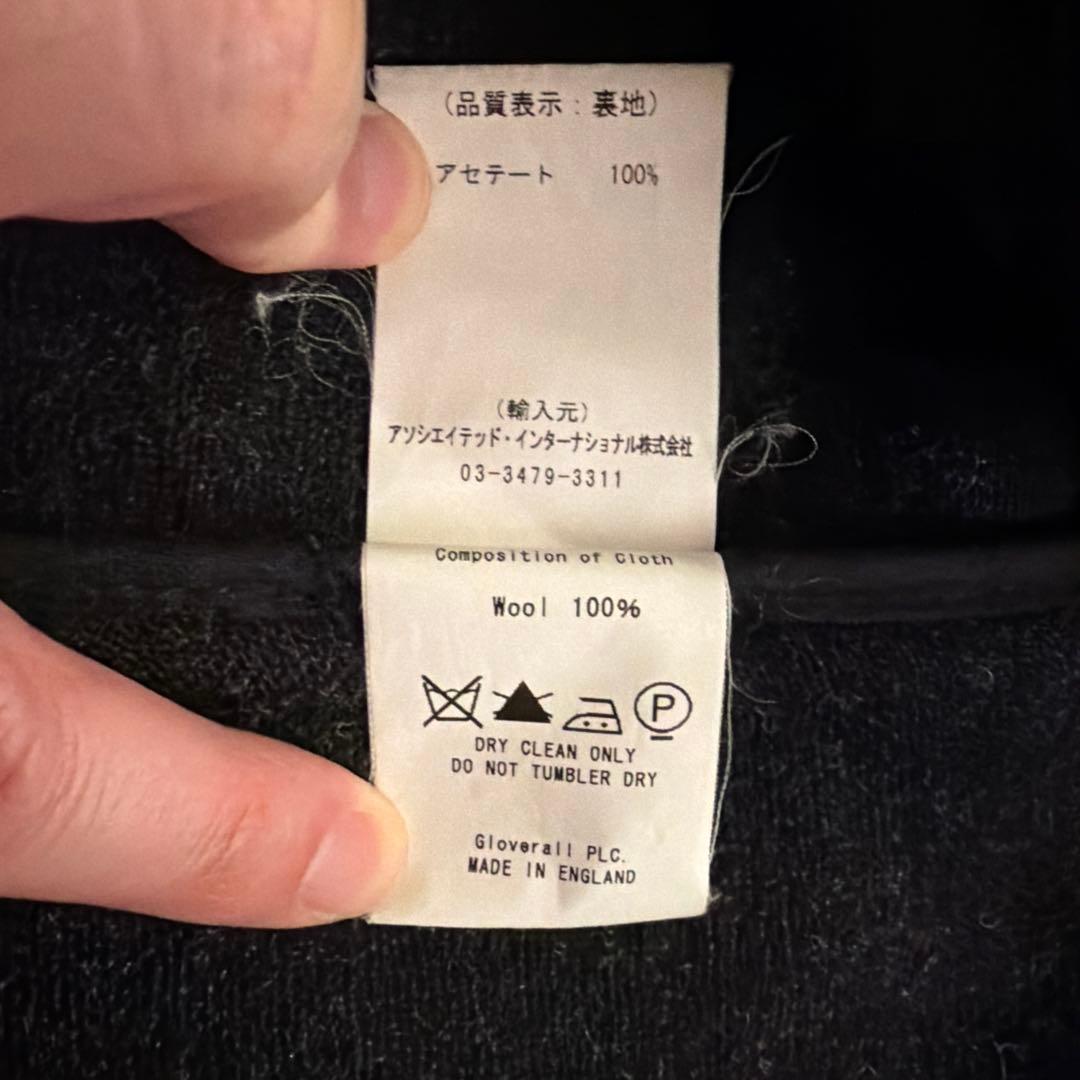 （品質表示：裏地）
アセテート 100%
（輸入元）
アソシエイテッド・インターナショナル株式会社
03-3479-3311
Composition of Cloth
Wool 100%
P
DRY CLEAN ONLY
DO NOT TUMBLER DRY
Gloverall PLC.
MADE IN ENGLAND